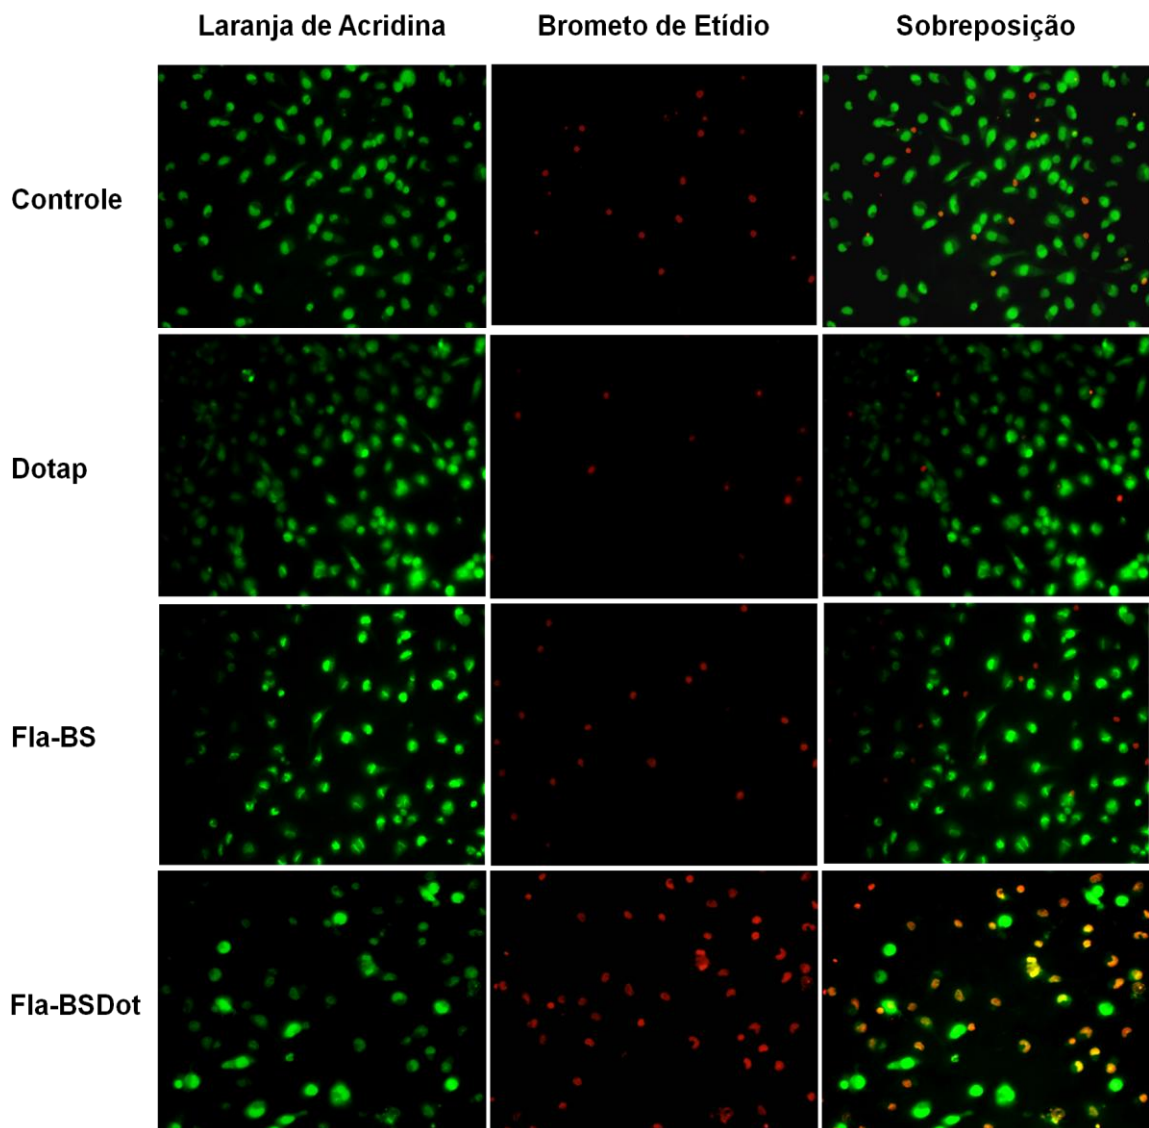 Laranja de Acridina
Brometo de Etídio
Sobreposição
Controle
Dotap
Fla-BS
Fla-BSDot